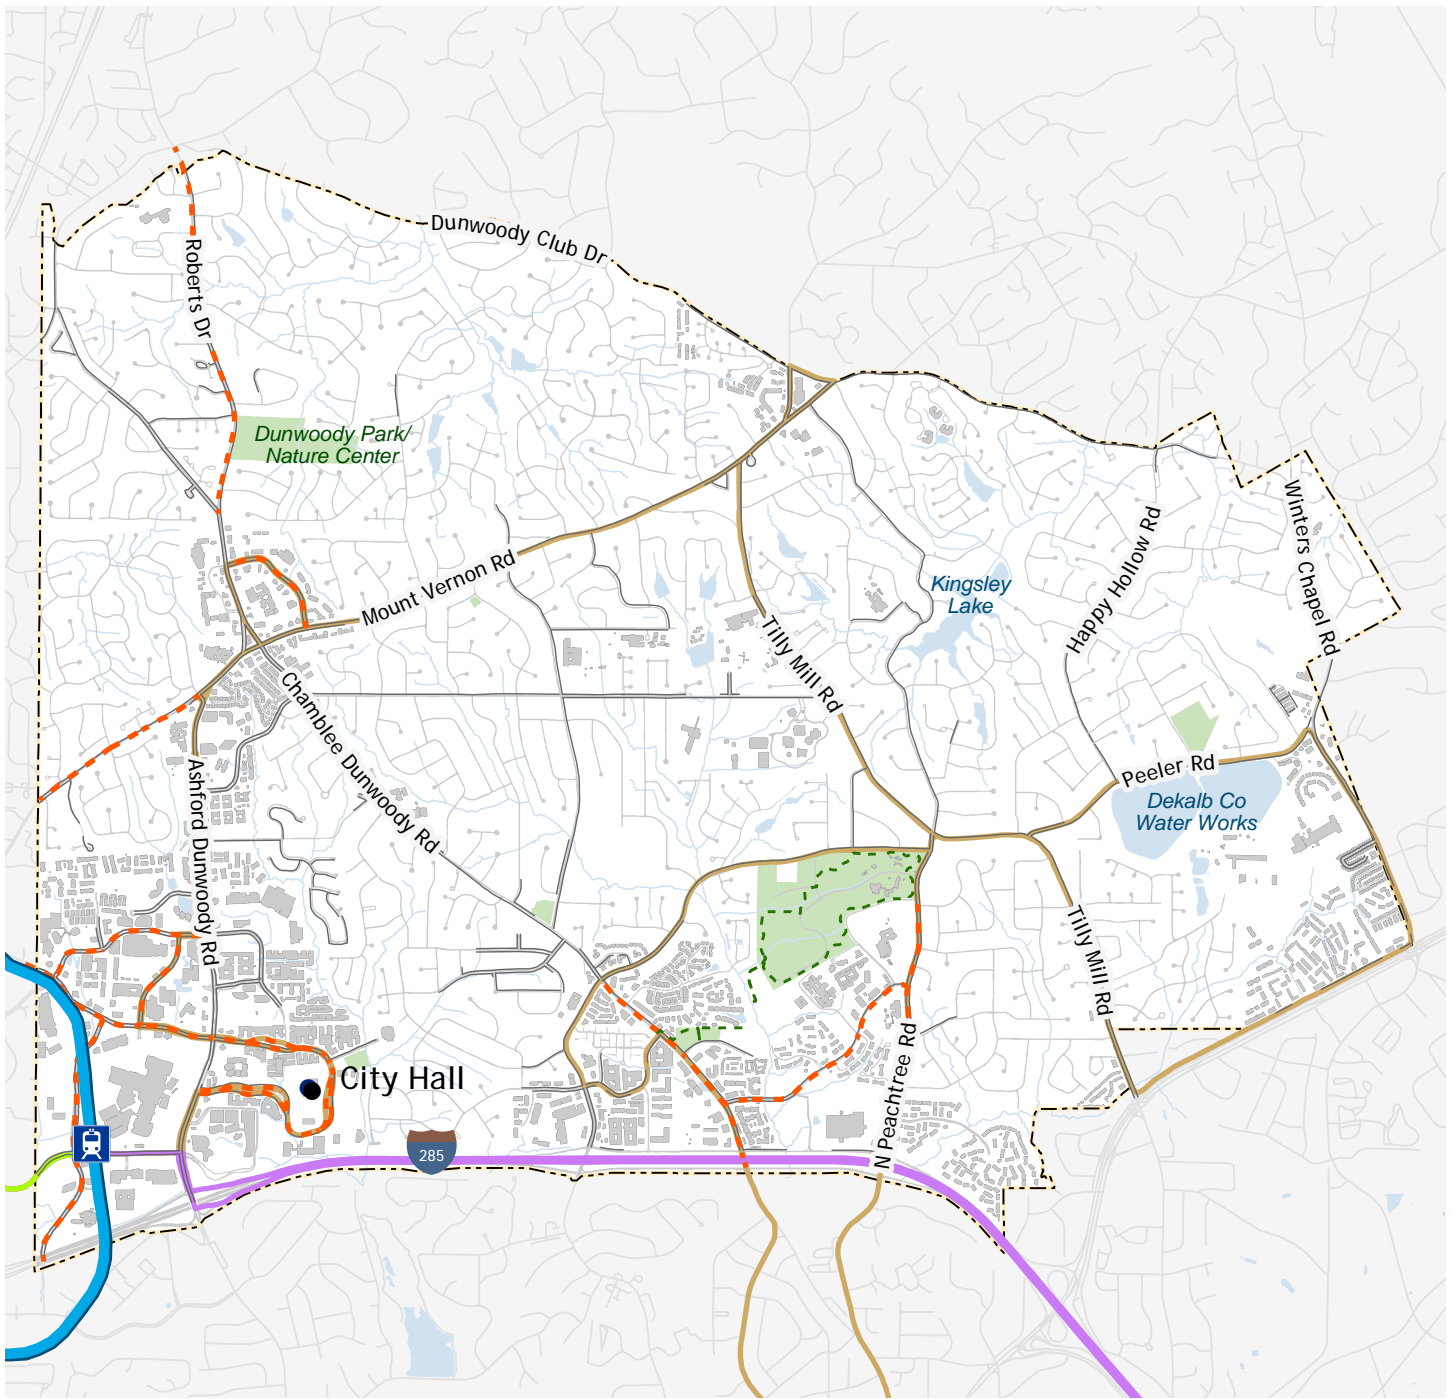 Dunwoody Club Dr
Roberts Dr
Dunwoody Park/
Nature Center
Winters Chapel Rd
Happy Hollow Rd
Mount Vernon Rd
Kingsley
Lake
Tilly Mill Rd
Chamblee Dunwoody Rd
Ashford Dunwoody Rd
Peeler Rd
Dekalb Co
Water Works
Tilly Mill Rd
N Peachtree Rd
City Hall
285